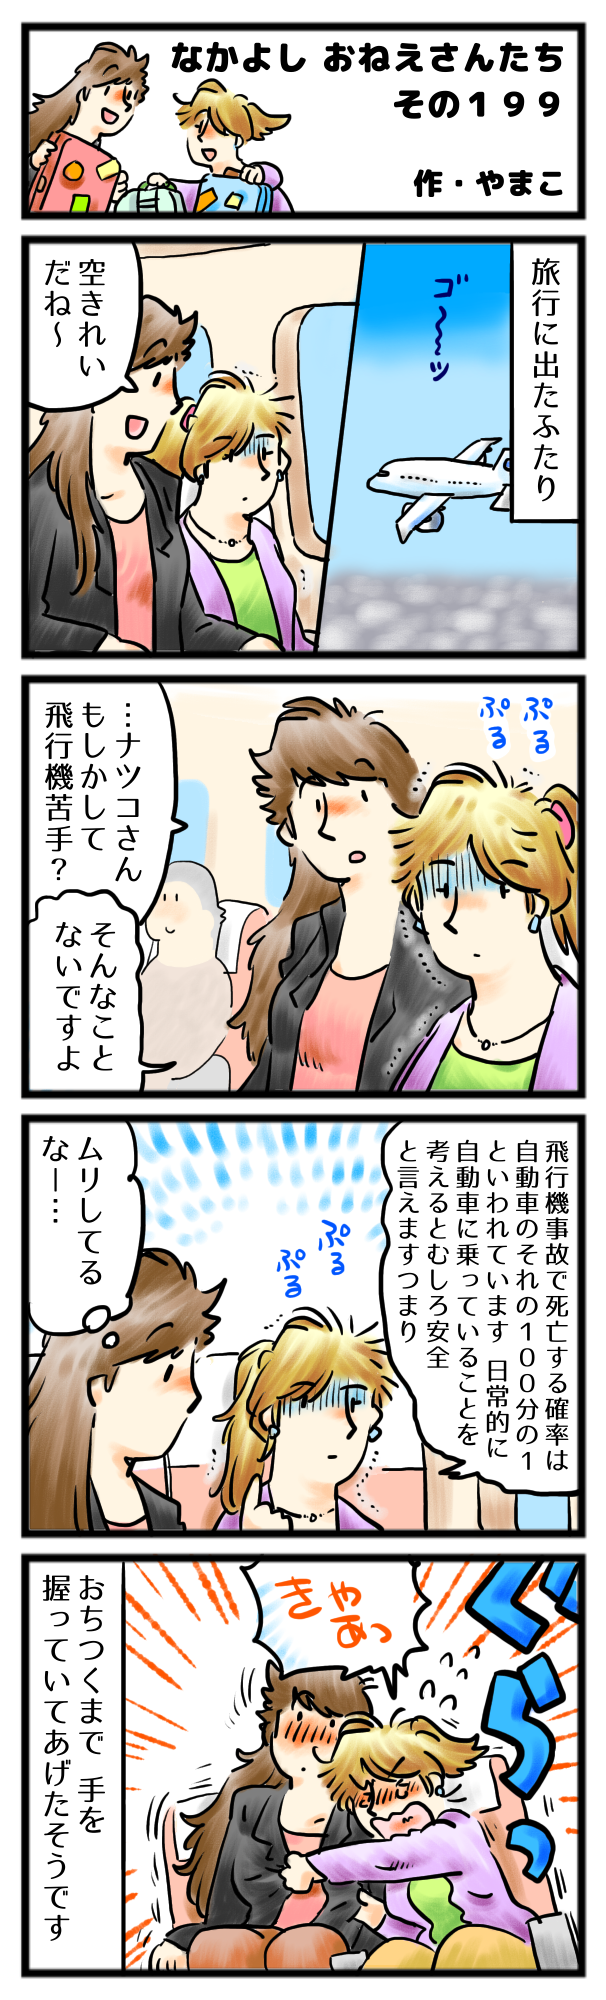 なかよし おねえさんたち
その１９９
作・やまこ
旅行に出たふたり
ゴ〜〜〜ッ
空きれい
だね〜
ぷる
ぷる
…ナツコさん
もしかして
飛行機苦手？
そんなこと
ないですよ
飛行機事故で死亡する確率は
自動車のそれの１００分の１
といわれています 日常的に
自動車に乗っていることを
考えるとむしろ安全
と言えますつまり
ぷる
ぷる
ムリしてる
なー…
ぐらっ
きゃあっ
おちつくまで 手を
握っていてあげたそうです